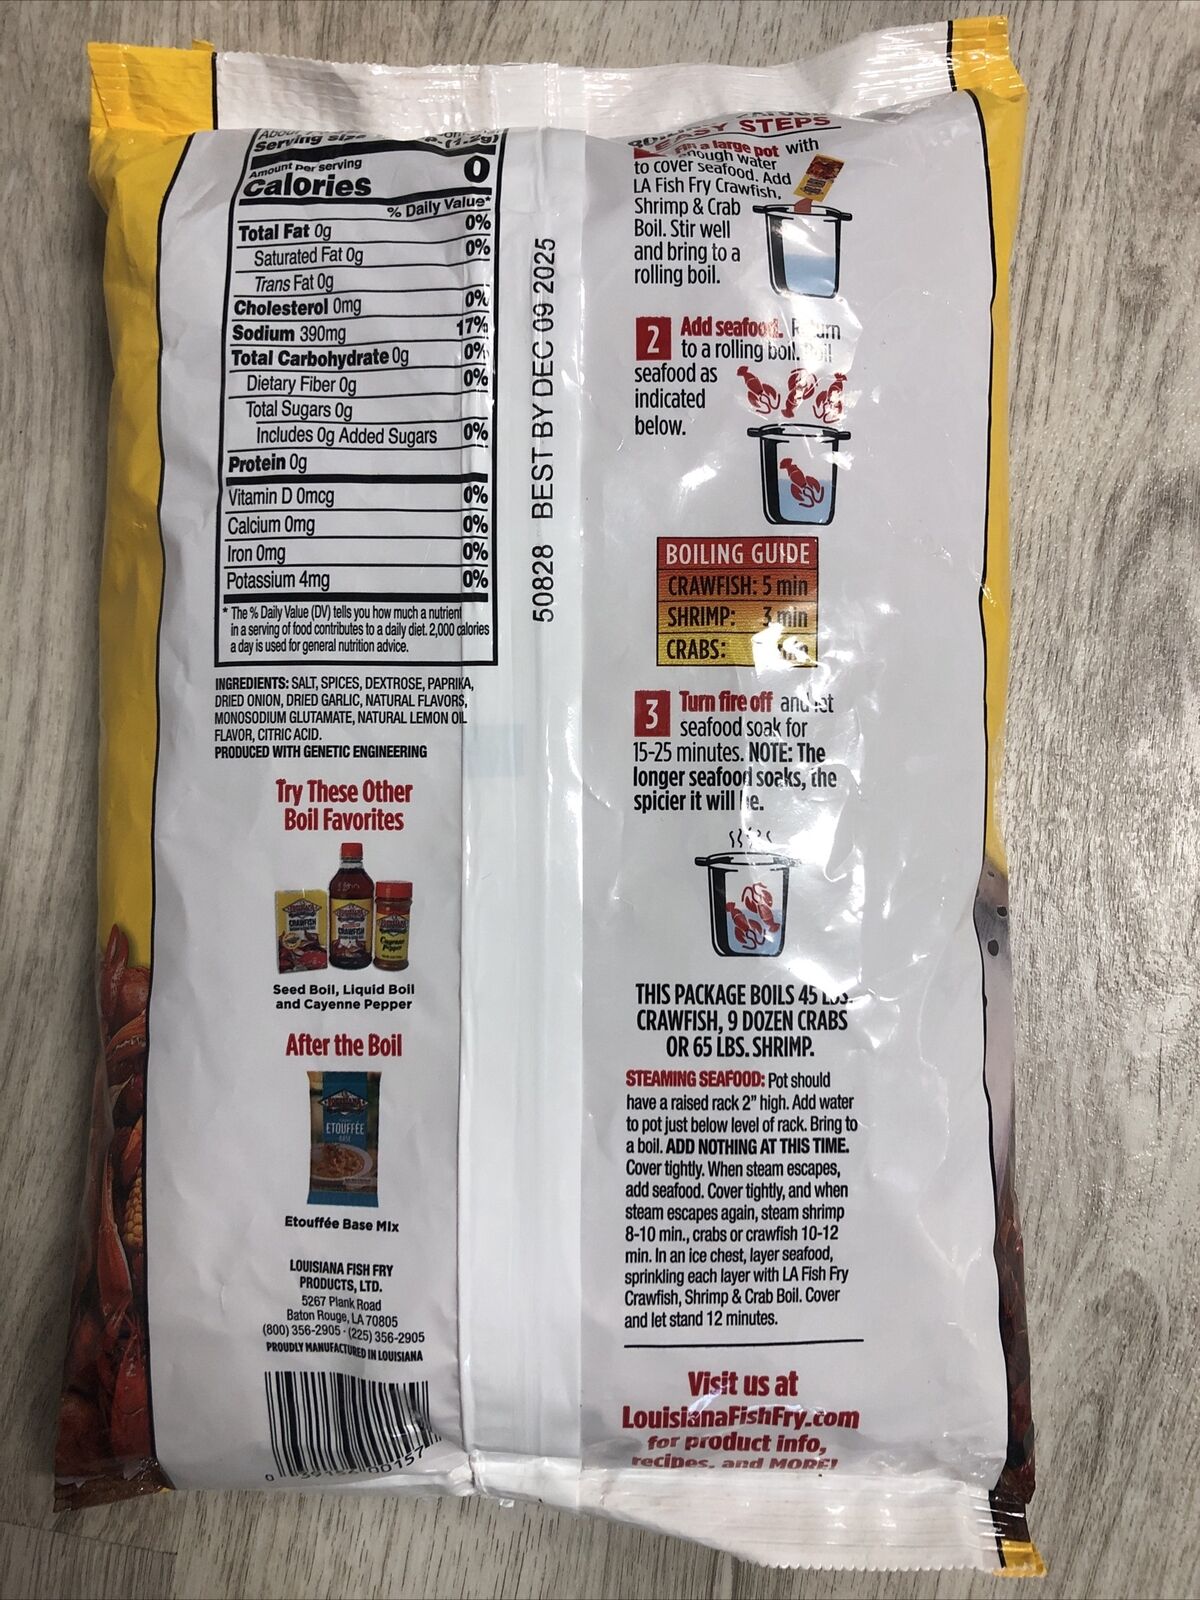 Serving size
(1.2g)
Amount per serving
Calories 0
% Daily Value*
Total Fat 0g 0%
Saturated Fat 0g 0%
Trans Fat 0g
Cholesterol 0mg 0%
Sodium 390mg 17%
Total Carbohydrate 0g 0%
Dietary Fiber 0g 0%
Total Sugars 0g
Includes 0g Added Sugars 0%
Protein 0g
Vitamin D 0mcg 0%
Calcium 0mg 0%
Iron 0mg 0%
Potassium 4mg 0%
* The % Daily Value (DV) tells you how much a nutrient
in a serving of food contributes to a daily diet. 2,000 calories
a day is used for general nutrition advice.
INGREDIENTS: SALT, SPICES, DEXTROSE, PAPRIKA,
DRIED ONION, DRIED GARLIC, NATURAL FLAVORS,
MONOSODIUM GLUTAMATE, NATURAL LEMON OIL
FLAVOR, CITRIC ACID.
PRODUCED WITH GENETIC ENGINEERING
Try These Other
Boil Favorites
CRAWFISH
CRAWFISH
Cayenne
Pepper
Seed Boil, Liquid Boil
and Cayenne Pepper
After the Boil
LOUISIANA
ETOUFFÉE
BASE
Etouffée Base Mix
LOUISIANA FISH FRY
PRODUCTS, LTD.
5267 Plank Road
Baton Rouge, LA 70805
(800) 356-2905 - (225) 356-2905
PROUDLY MANUFACTURED IN LOUISIANA
50828 BEST BY DEC 09 2025
EASY STEPS
a large pot with
enough water
to cover seafood. Add
LA Fish Fry Crawfish,
Shrimp & Crab
Boil. Stir well
and bring to a
rolling boil.
2 Add seafood. Return
to a rolling boil. Boil
seafood as
indicated
below.
BOILING GUIDE
CRAWFISH: 5 min
SHRIMP: 3 min
CRABS:
3 Turn fire off and let
seafood soak for
15-25 minutes. NOTE: The
longer seafood soaks, the
spicier it will be.
THIS PACKAGE BOILS 45 LBS.
CRAWFISH, 9 DOZEN CRABS
OR 65 LBS. SHRIMP.
STEAMING SEAFOOD: Pot should
have a raised rack 2" high. Add water
to pot just below level of rack. Bring to
a boil. ADD NOTHING AT THIS TIME.
Cover tightly. When steam escapes,
add seafood. Cover tightly, and when
steam escapes again, steam shrimp
8-10 min., crabs or crawfish 10-12
min. In an ice chest, layer seafood,
sprinkling each layer with LA Fish Fry
Crawfish, Shrimp & Crab Boil. Cover
and let stand 12 minutes.
Visit us at
LouisianaFishFry.com
for product info,
recipes, and MORE!